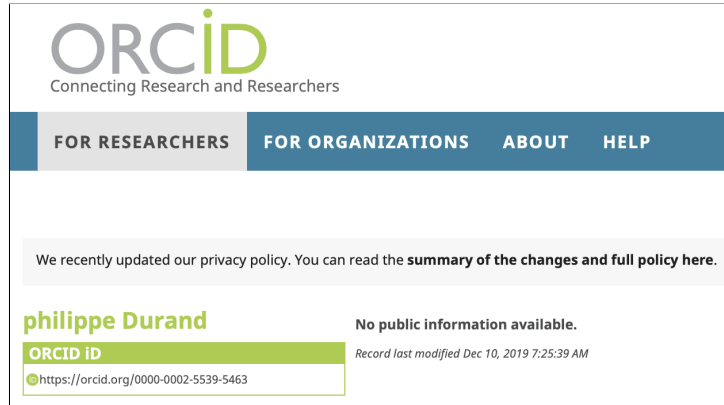 ORCiD
Connecting Research and Researchers
FOR RESEARCHERS FOR ORGANIZATIONS ABOUT HELP
We recently updated our privacy policy. You can read the summary of the changes and full policy here.
philippe Durand
ORCID iD
iD https://orcid.org/0000-0002-5539-5463
No public information available.
Record last modified Dec 10, 2019 7:25:39 AM